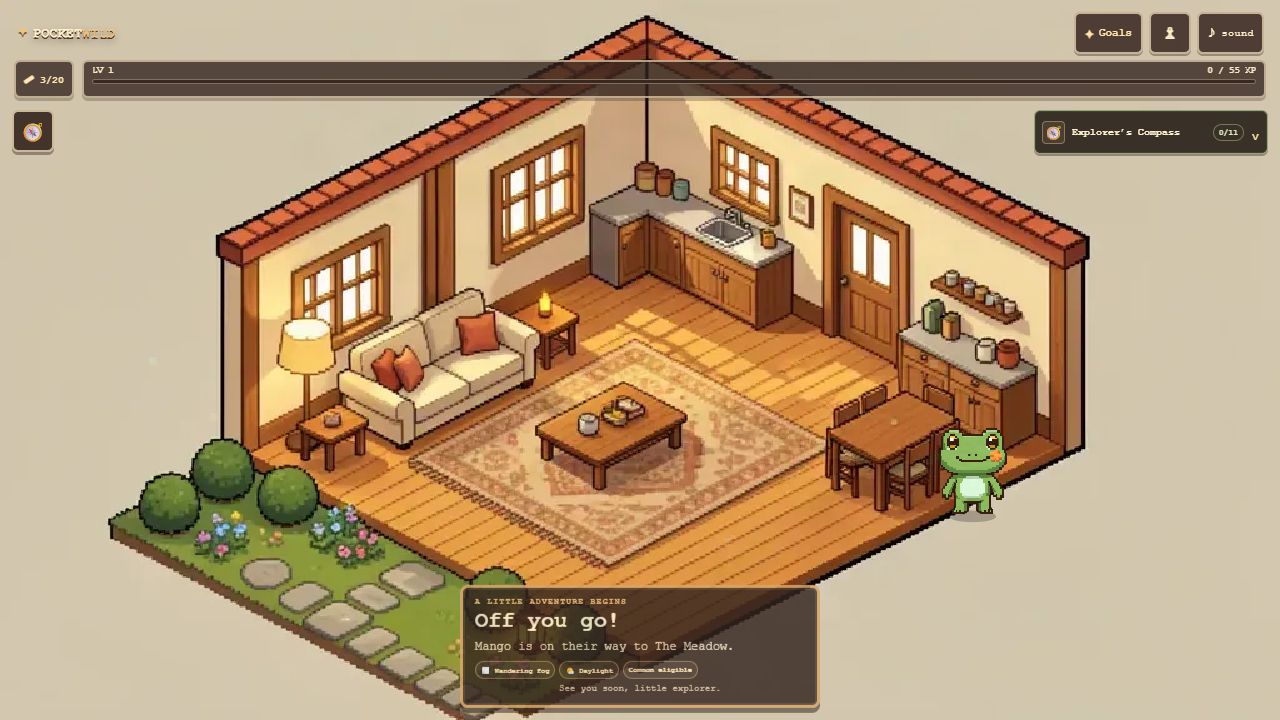 POCKETWILD
Goals
sound
3/20
LV 1
0 / 55 XP
Explorer's Compass
0/11
v
A LITTLE ADVENTURE BEGINS
Off you go!
Mango is on their way to The Meadow.
Wandering Fog
Daylight
Common eligible
See you soon, little explorer.